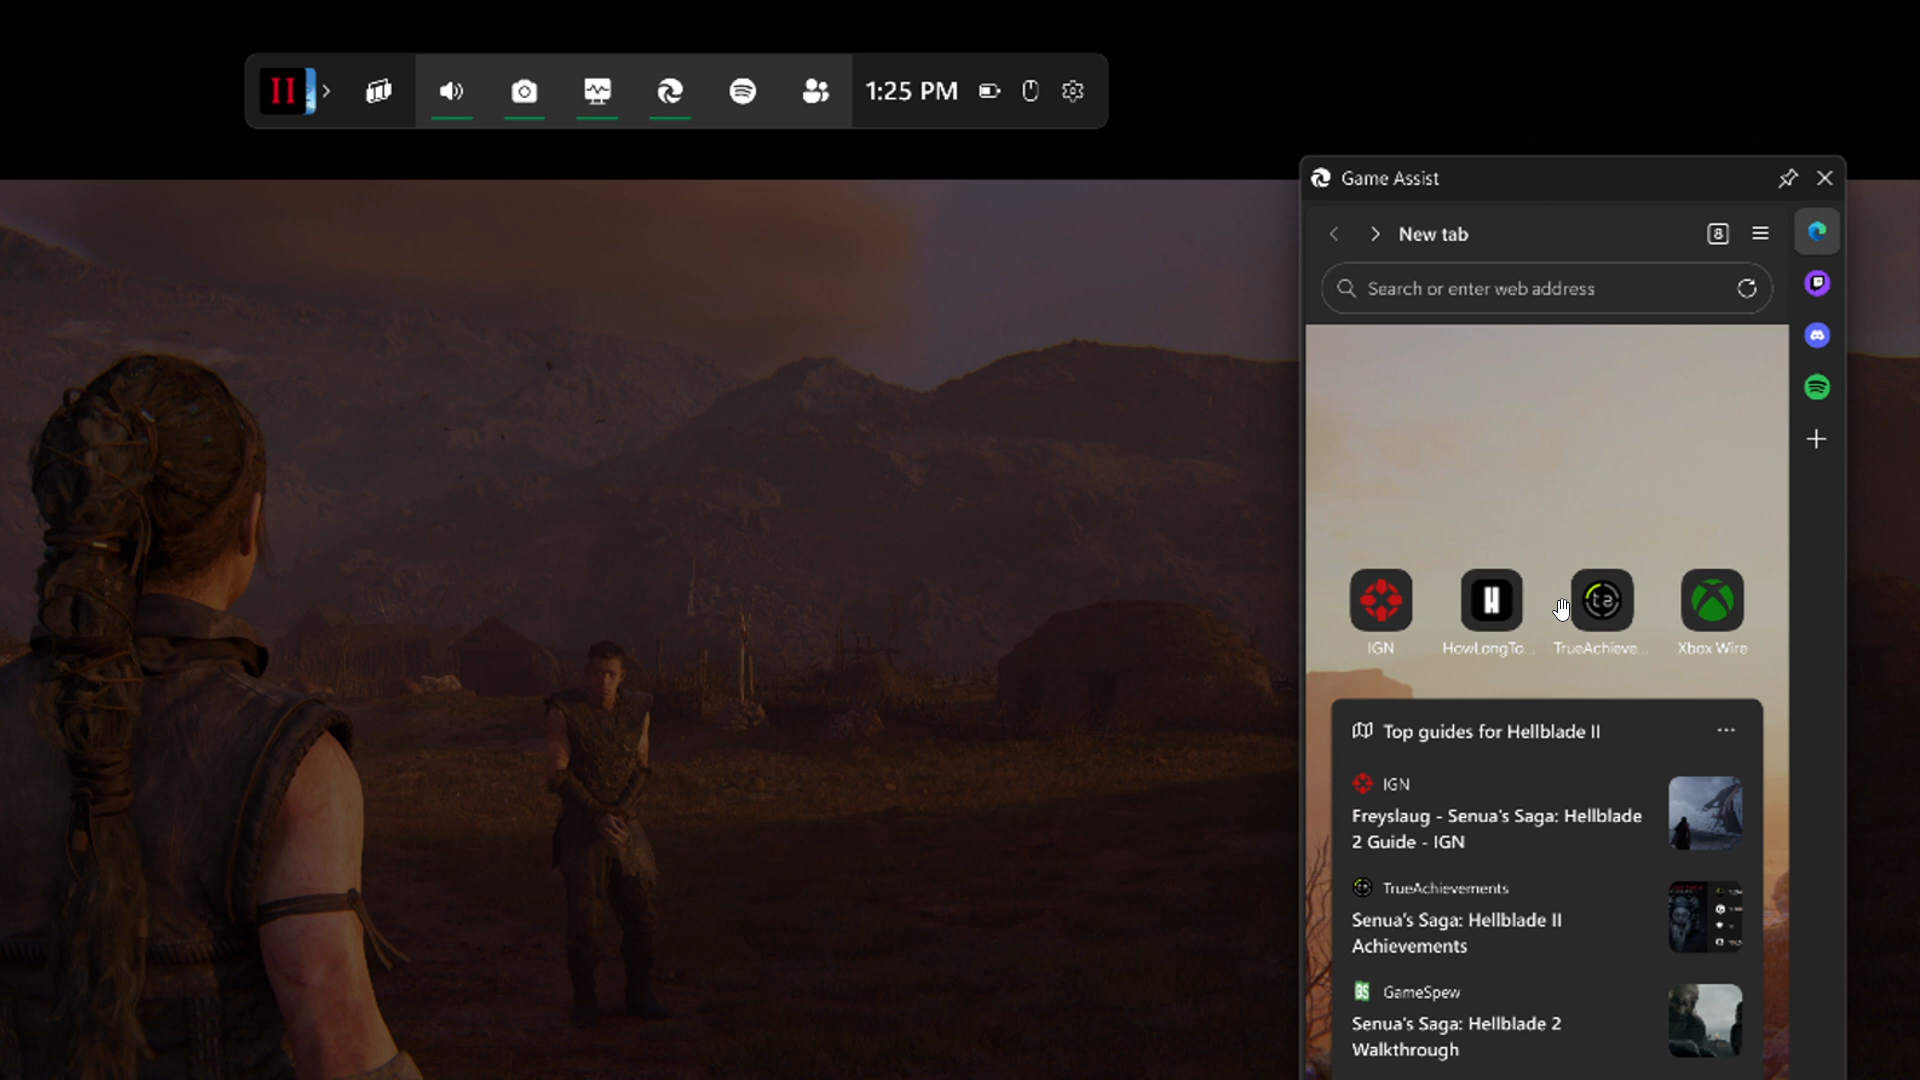 II
1:25 PM
Game Assist
New tab
8
Search or enter web address
IGN
HowLongTo...
TrueAchieve...
Xbox Wire
Top guides for Hellblade II
IGN
Freyslaug - Senua's Saga: Hellblade
2 Guide - IGN
TrueAchievements
Senua's Saga: Hellblade II
Achievements
GS
GameSpew
Senua's Saga: Hellblade 2
Walkthrough